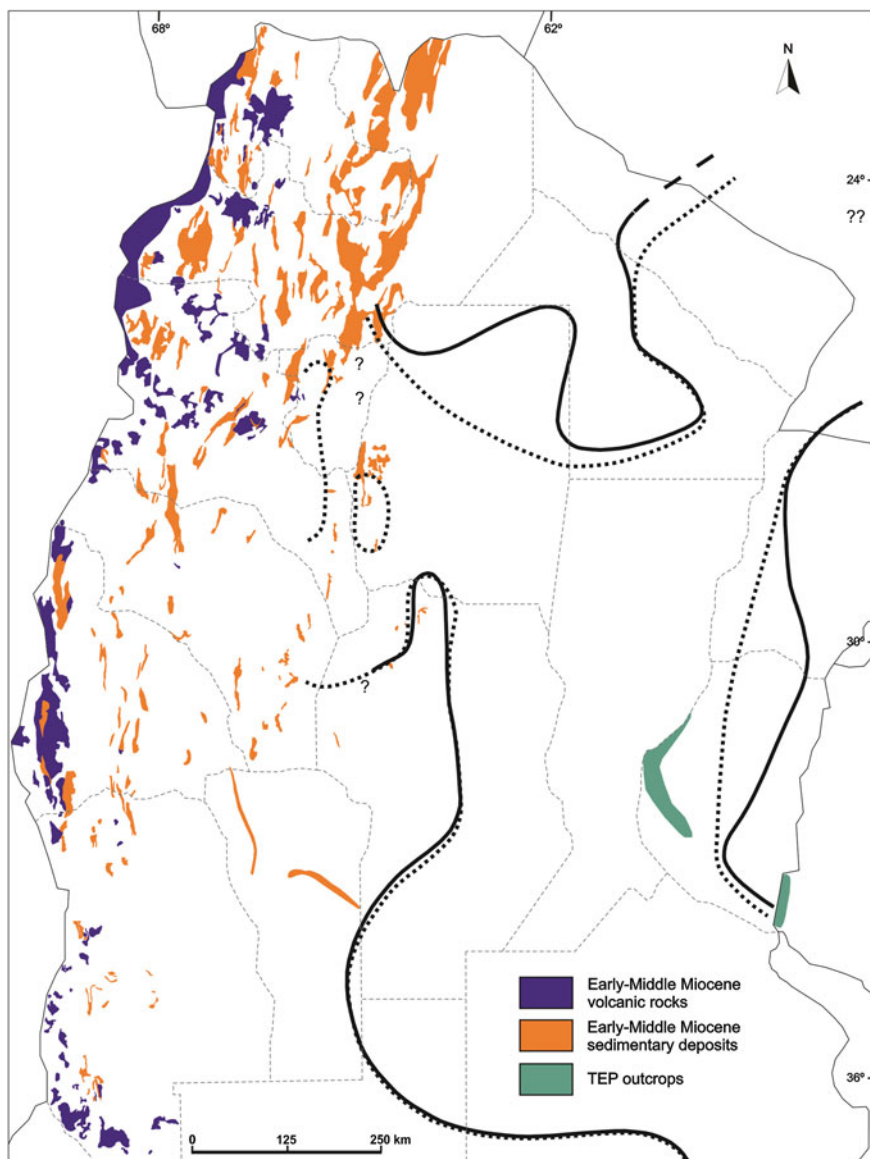 68º
62º
N
24º
??
?
?
30º
?
Early-Middle Miocene
volcanic rocks
Early-Middle Miocene
sedimentary deposits
TEP outcrops
36º
0
125
250 km